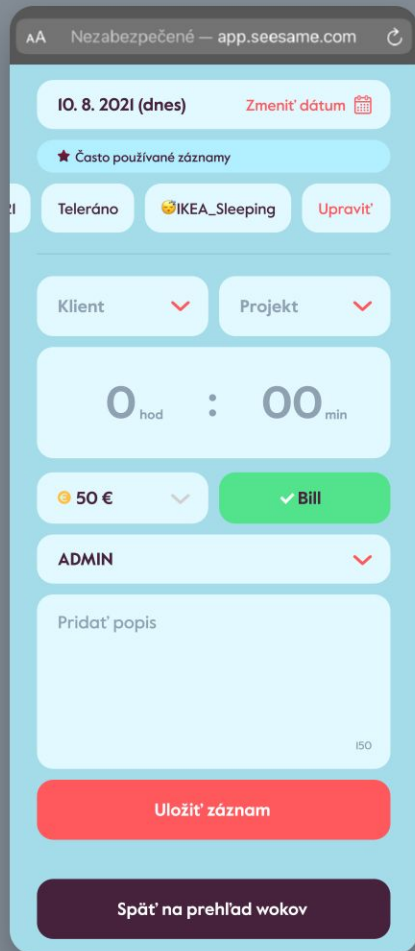 AA Nezabezpečené — app.seesame.com
10. 8. 2021 (dnes) Zmeniť dátum
Často používané záznamy
Teleráno IKEA_Sleeping Upraviť
Klient Projekt
0 hod : 00 min
50 € Bill
ADMIN
Pridať popis
150
Uložiť záznam
Späť na prehľad wokov